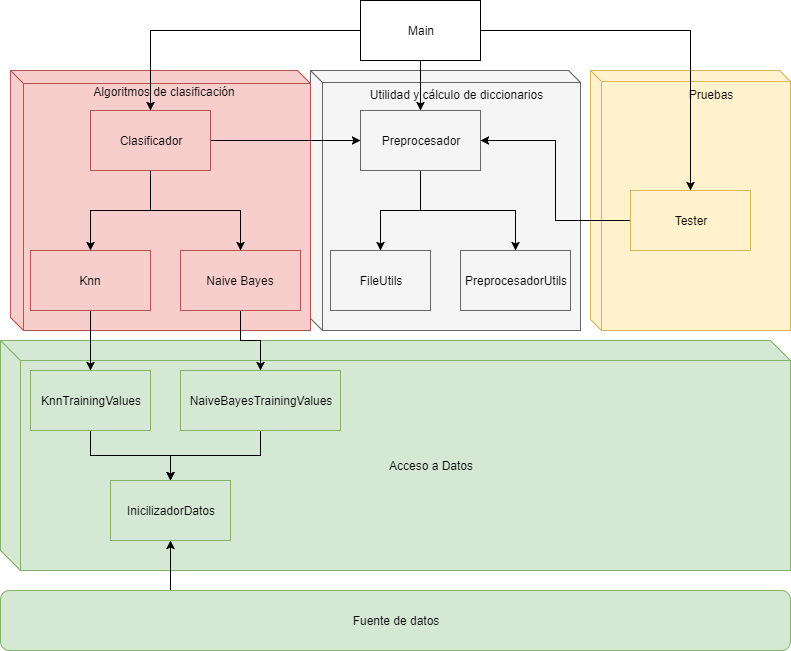 Main
Algoritmos de clasificación
Utilidad y cálculo de diccionarios
Pruebas
Clasificador
Preprocesador
Tester
Knn
Naive Bayes
FileUtils
PreprocesadorUtils
KnnTrainingValues
NaiveBayesTrainingValues
Acceso a Datos
InicilizadorDatos
Fuente de datos